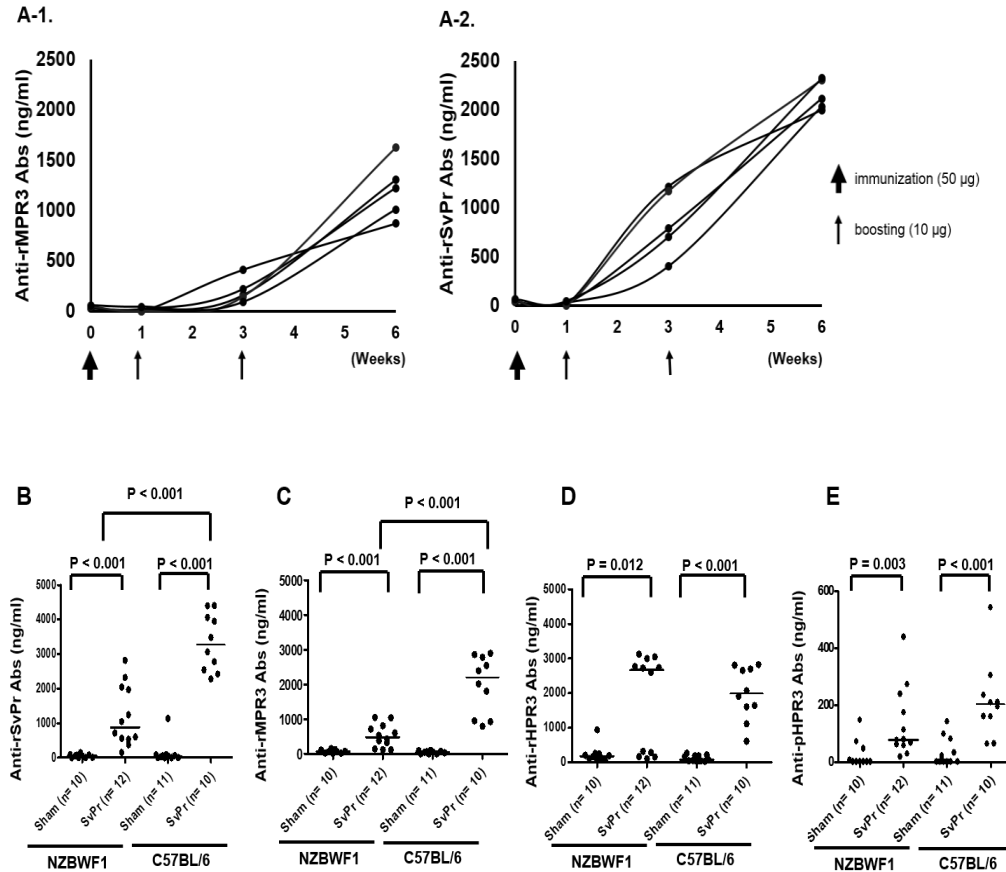 A-1.
Anti-rMPR3 Abs (ng/ml)
2500
2000
1500
1000
500
0
0 1 2 3 4 5 6
(Weeks)
A-2.
Anti-rSvPr Abs (ng/ml)
2500
2000
1500
1000
500
0
0 1 2 3 4 5 6
(Weeks)
immunization (50 µg)
boosting (10 µg)
B
P < 0.001
P < 0.001
P < 0.001
Anti-rSvPr Abs (ng/ml)
5000
4000
3000
2000
1000
0
Sham (n= 10)
SvPr (n= 12)
Sham (n= 11)
SvPr (n= 10)
NZBWF1
C57BL/6
C
P < 0.001
P < 0.001
P < 0.001
Anti-rMPR3 Abs (ng/ml)
5000
4000
3000
2000
1000
0
Sham (n= 10)
SvPr (n= 12)
Sham (n= 11)
SvPr (n= 10)
NZBWF1
C57BL/6
D
P = 0.012
P < 0.001
Anti-rHPR3 Abs (ng/ml)
5000
4000
3000
2000
1000
0
Sham (n= 10)
SvPr (n= 12)
Sham (n= 11)
SvPr (n= 10)
NZBWF1
C57BL/6
E
P = 0.003
P < 0.001
Anti-pHPR3 Abs (ng/ml)
600
400
200
0
Sham (n= 10)
SvPr (n= 12)
Sham (n= 11)
SvPr (n= 10)
NZBWF1
C57BL/6